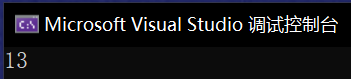 C:\ Microsoft Visual Studio 调试控制台
13